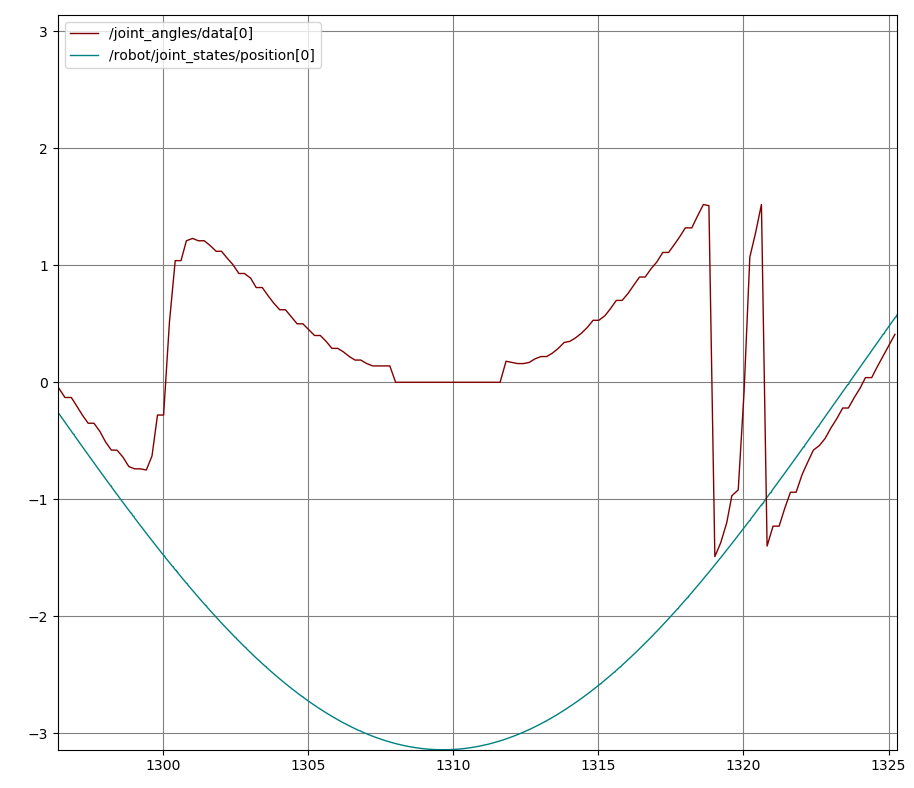 /joint_angles/data[0]
/robot/joint_states/position[0]
3
2
1
0
−1
−2
−3
1300 1305 1310 1315 1320 1325